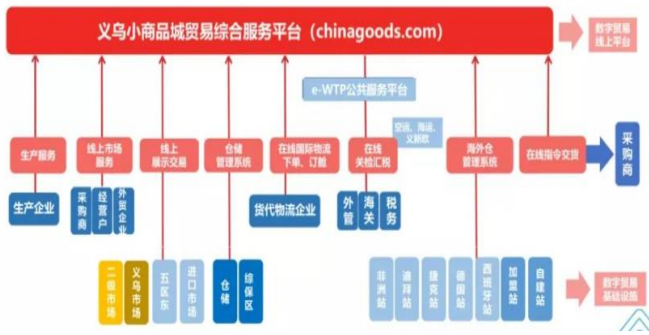 义乌小商品城贸易综合服务平台（chinagoods.com）
数字贸易
线上平台
e-WTP公共服务平台
空运、海运、
义新欧
生产服务
线上市场
服务
线上
展示交易
仓储
管理系统
在线国际物流
下单、订舱
在线
关检汇税
海外仓
管理系统
在线指令交货
采购商
生产企业
采购商
经营户
外贸企业
货代物流企业
外管
海关
税务
二级市场
义乌市场
五区东
进口市场
仓储
综保区
非洲站
迪拜站
捷克站
德国站
西班牙站
加盟站
自建站
数字贸易
基础设施